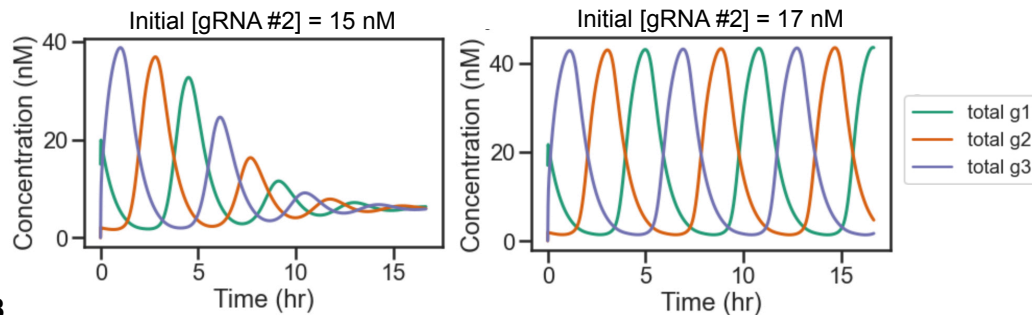 Initial [gRNA #2] = 15 nM
Initial [gRNA #2] = 17 nM
Concentration (nM)
40
20
0
0
5
10
15
Time (hr)
Concentration (nM)
40
20
0
0
5
10
15
Time (hr)
total g1
total g2
total g3